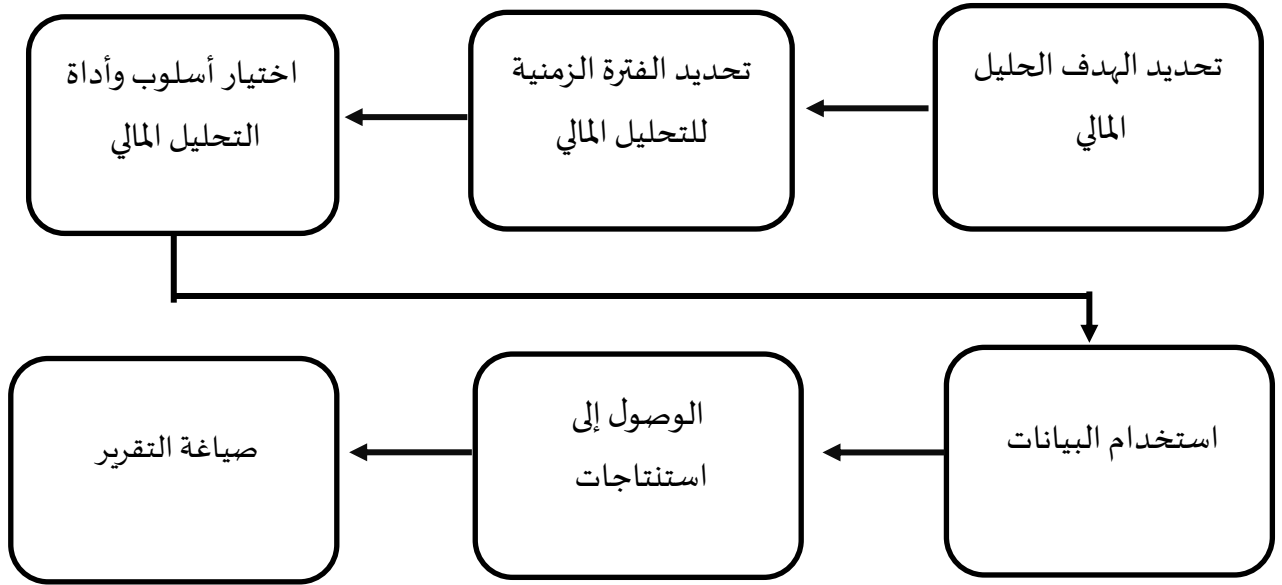 تحديد الهدف الحليل
المالي
تحديد الفترة الزمنية
للتحليل المالي
اختيار أسلوب وأداة
التحليل المالي
استخدام البيانات
الوصول إلى
استنتاجات
صياغة التقرير